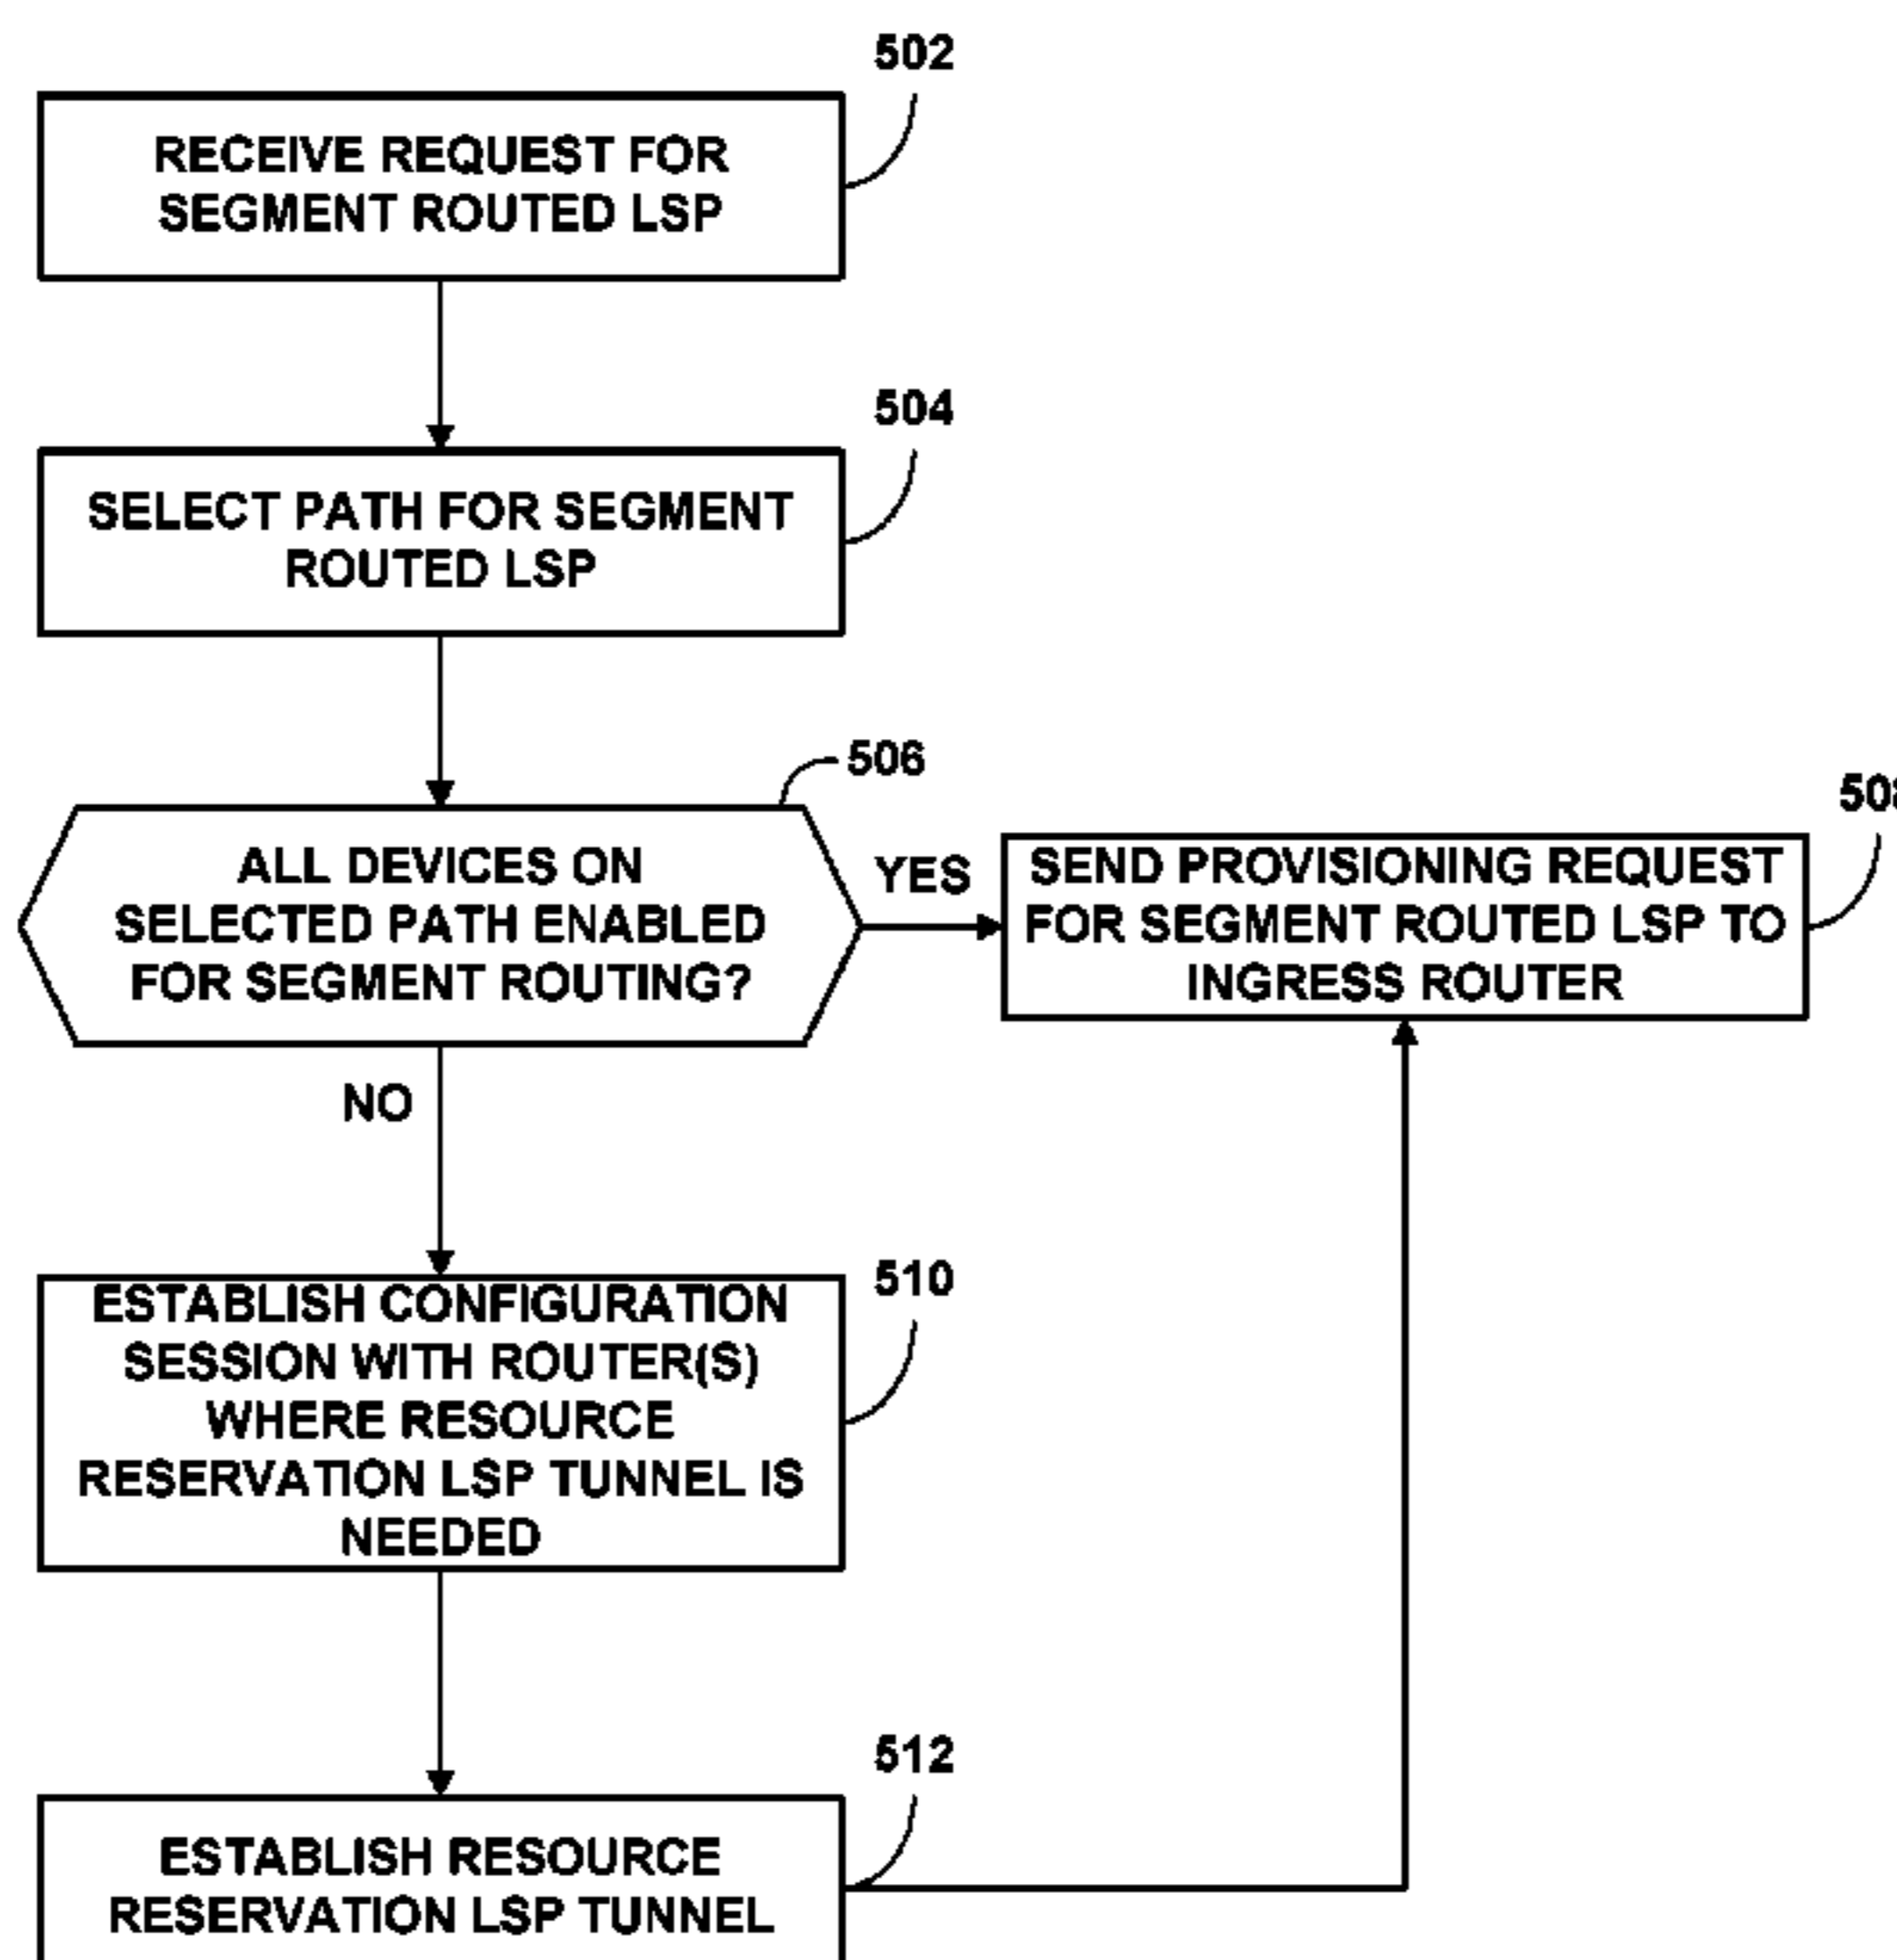 502
RECEIVE REQUEST FOR
SEGMENT ROUTED LSP
504
SELECT PATH FOR SEGMENT
ROUTED LSP
506
ALL DEVICES ON
SELECTED PATH ENABLED
FOR SEGMENT ROUTING?
YES
508
SEND PROVISIONING REQUEST
FOR SEGMENT ROUTED LSP TO
INGRESS ROUTER
NO
510
ESTABLISH CONFIGURATION
SESSION WITH ROUTER(S)
WHERE RESOURCE
RESERVATION LSP TUNNEL IS
NEEDED
512
ESTABLISH RESOURCE
RESERVATION LSP TUNNEL